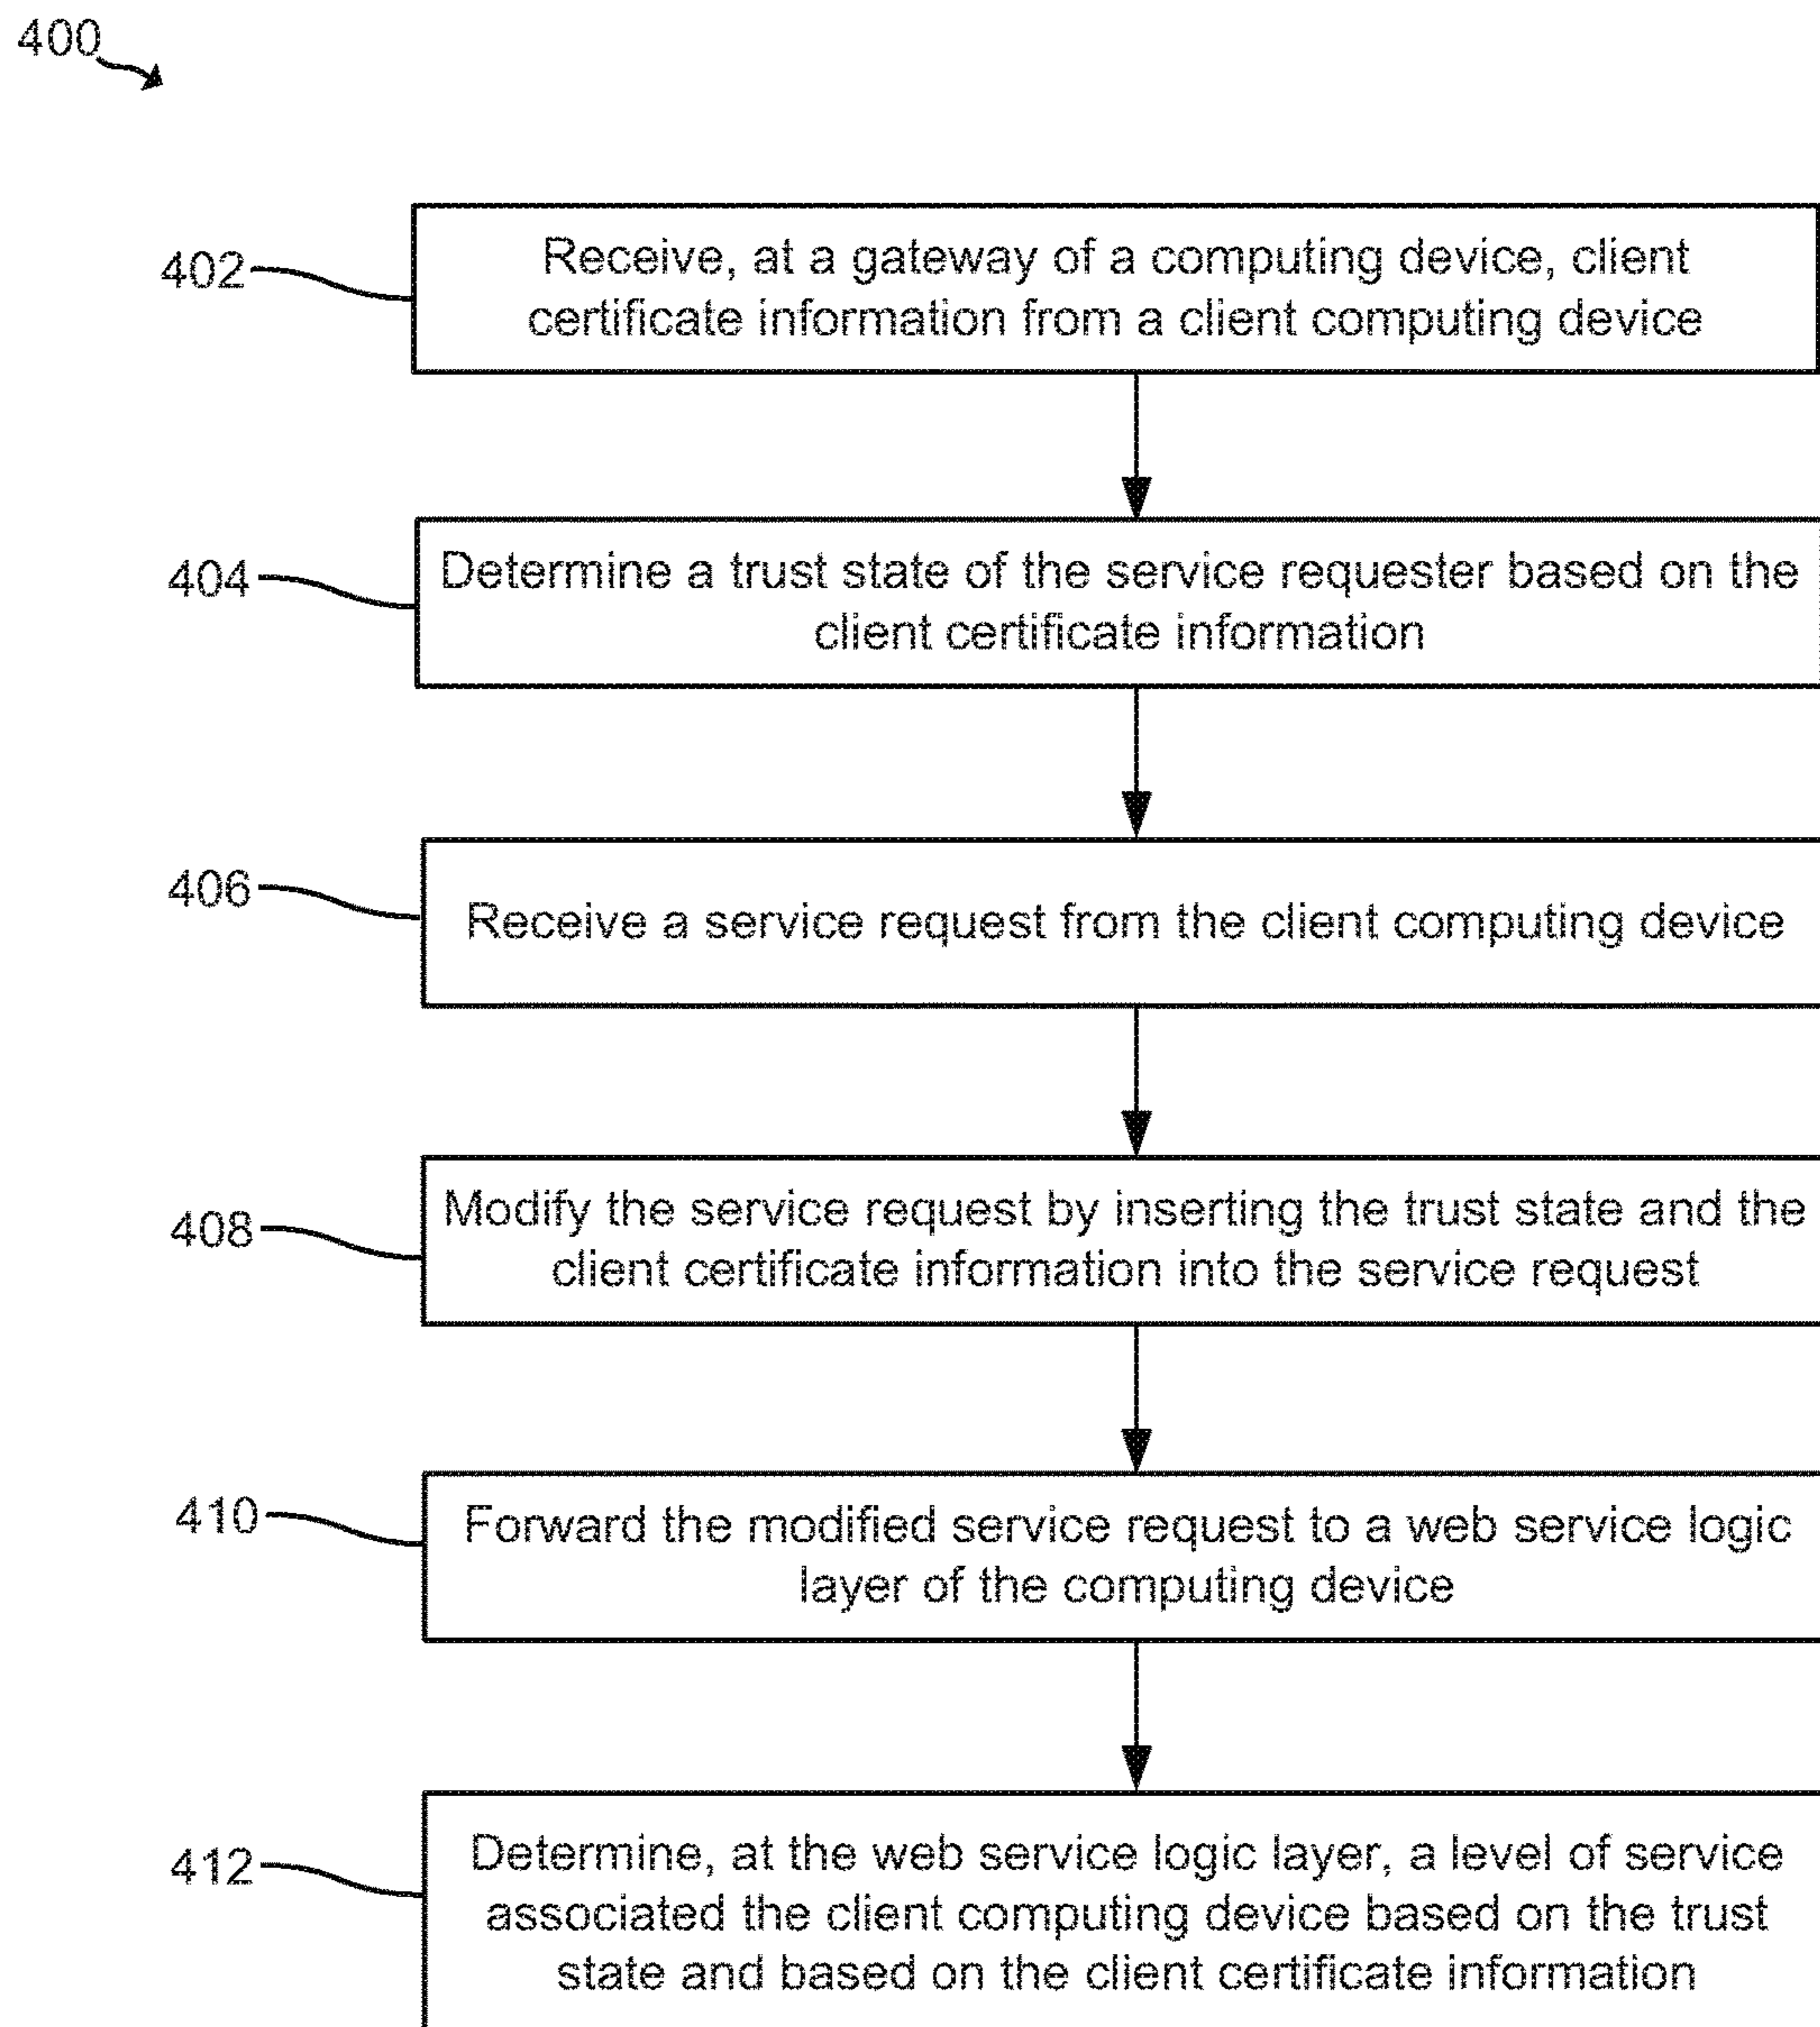 400
402
Receive, at a gateway of a computing device, client
certificate information from a client computing device
404
Determine a trust state of the service requester based on the
client certificate information
406
Receive a service request from the client computing device
408
Modify the service request by inserting the trust state and the
client certificate information into the service request
410
Forward the modified service request to a web service logic
layer of the computing device
412
Determine, at the web service logic layer, a level of service
associated the client computing device based on the trust
state and based on the client certificate information